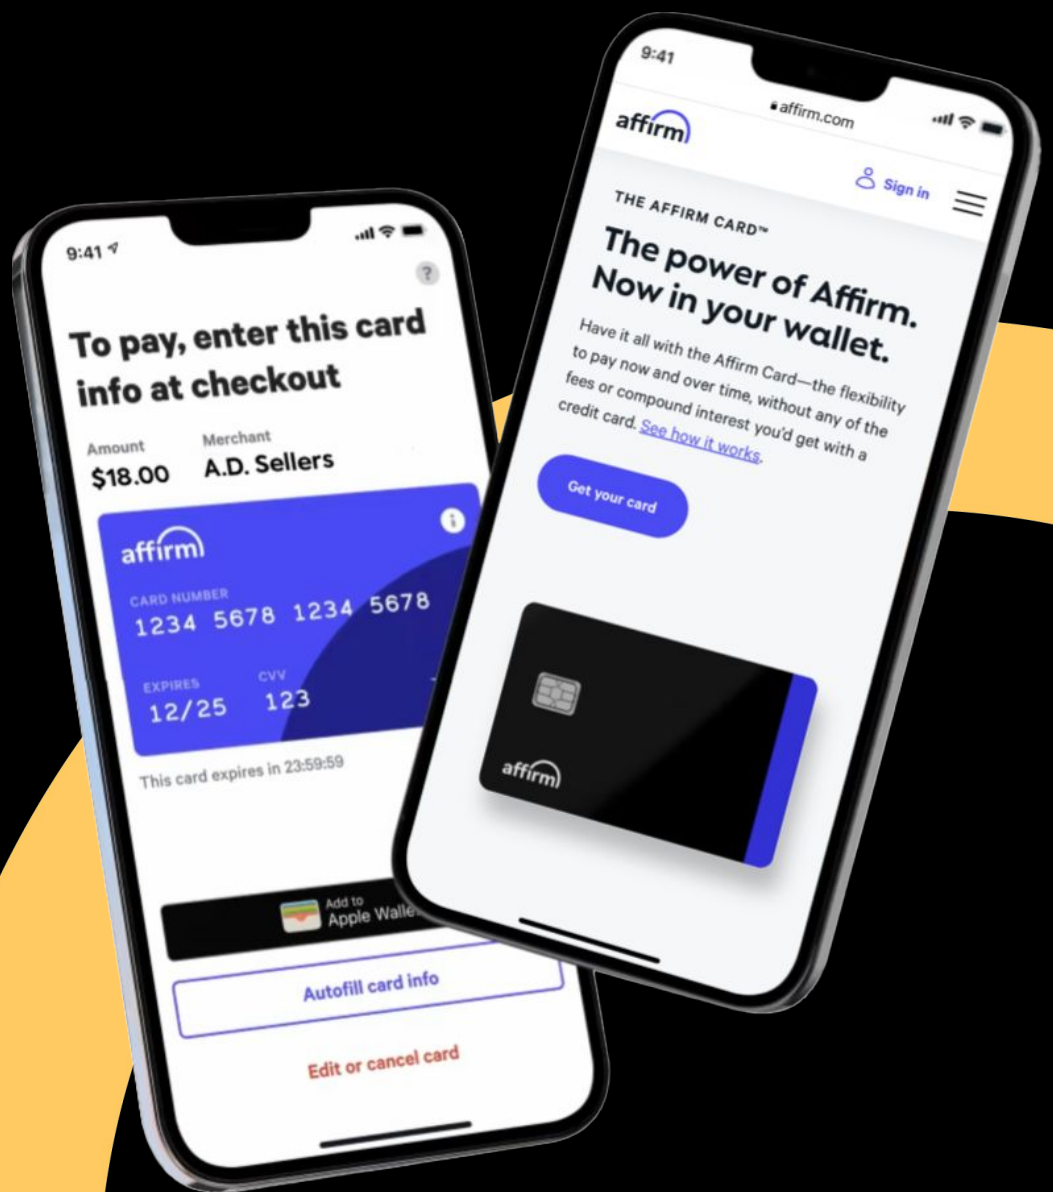 9:41
?
To pay, enter this card
info at checkout
Amount Merchant
$18.00 A.D. Sellers
affirm
i
CARD NUMBER
1234 5678 1234 5678
EXPIRES CVV
12/25 123
This card expires in 23:59:59
Add to
Apple Walle
Autofill card info
Edit or cancel card
9:41
affirm.com
affirm
Sign in
THE AFFIRM CARD™
The power of Affirm.
Now in your wallet.
Have it all with the Affirm Card—the flexibility
to pay now and over time, without any of the
fees or compound interest you'd get with a
credit card. See how it works.
Get your card
affirm